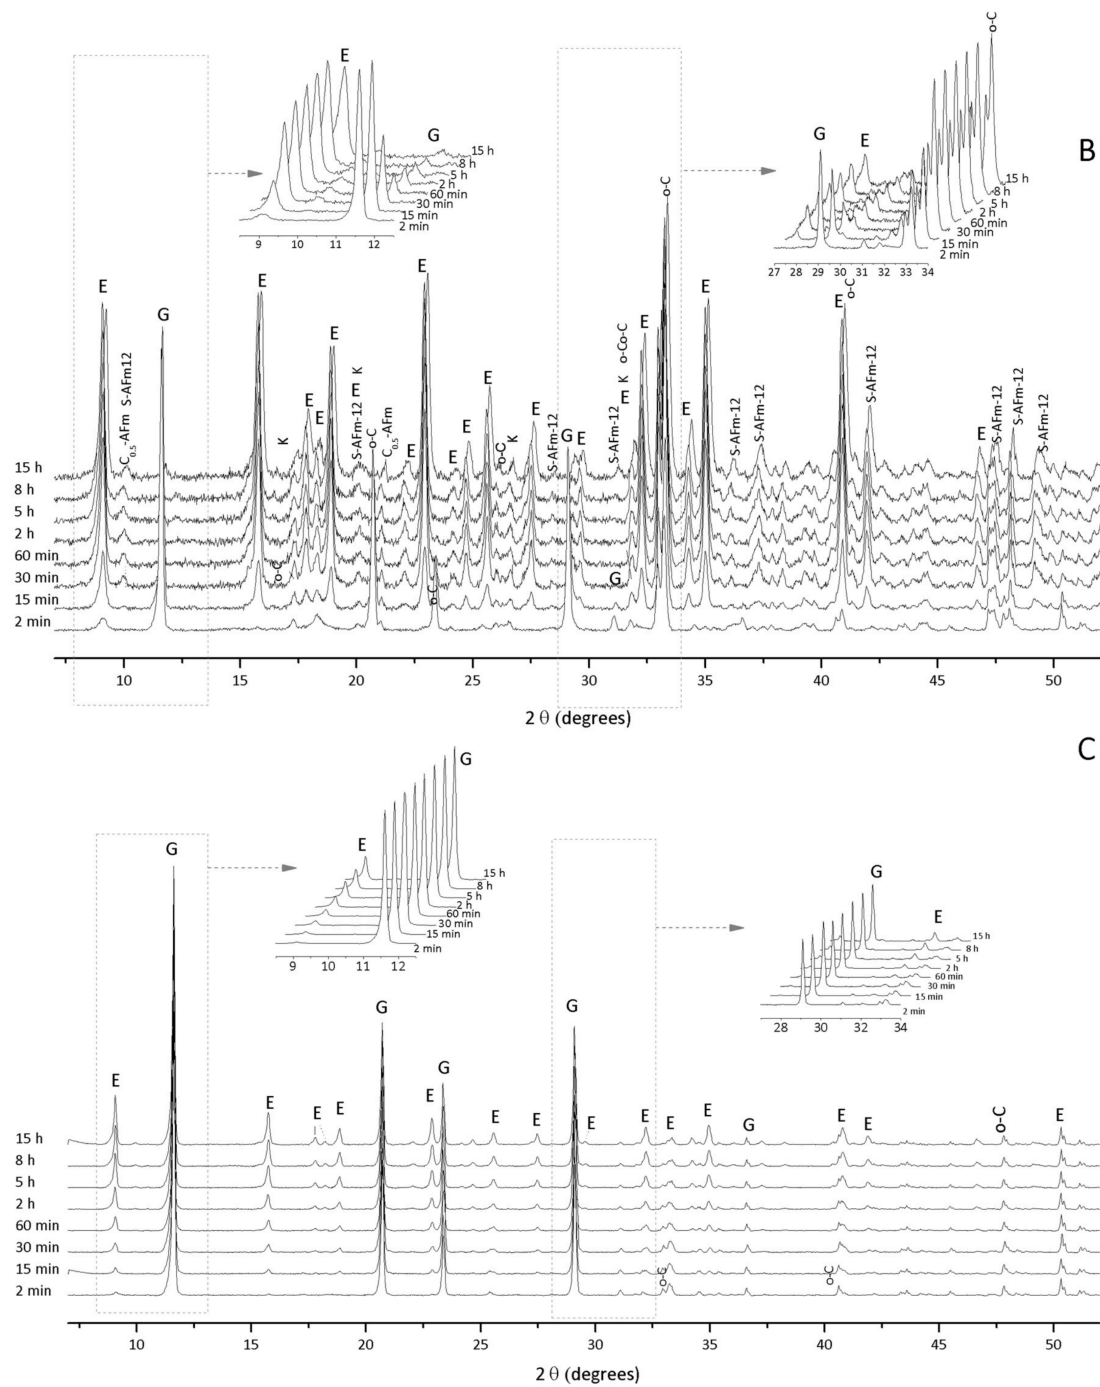 B
E
G
15 h
8 h
5 h
2 h
60 min
30 min
15 min
2 min
9 10 11 12
o-C
G
E
15 h
8 h
5 h
2 h
60 min
30 min
15 min
2 min
27 28 29 30 31 32 33 34
o-C
E
C0.5-AFm
S-AFm12
G
E
K
E
E
E
S-AFm-12
E
K
o-C
C0.5-AFm
E
E
E
E
E
o-C
K
E
S-AFm-12
G
E
S-AFm-12
E
K
o-Co-C
E
E
E
S-AFm-12
S-AFm-12
E
o-C
S-AFm-12
E
S-AFm-12
S-AFm-12
S-AFm-12
o-C
o-C
G
15 h
8 h
5 h
2 h
60 min
30 min
15 min
2 min
10 15 20 25 30 35 40 45 50
2 θ (degrees)
C
G
E
15 h
8 h
5 h
2 h
60 min
30 min
15 min
2 min
9 10 11 12
G
E
15 h
8 h
5 h
2 h
60 min
30 min
15 min
2 min
28 30 32 34
E
G
E
E
E
G
E
G
E
E
G
E
E
E
E
G
E
E
o-C
E
o-C
15 h
8 h
5 h
2 h
60 min
30 min
15 min
2 min
10 15 20 25 30 35 40 45 50
2 θ (degrees)